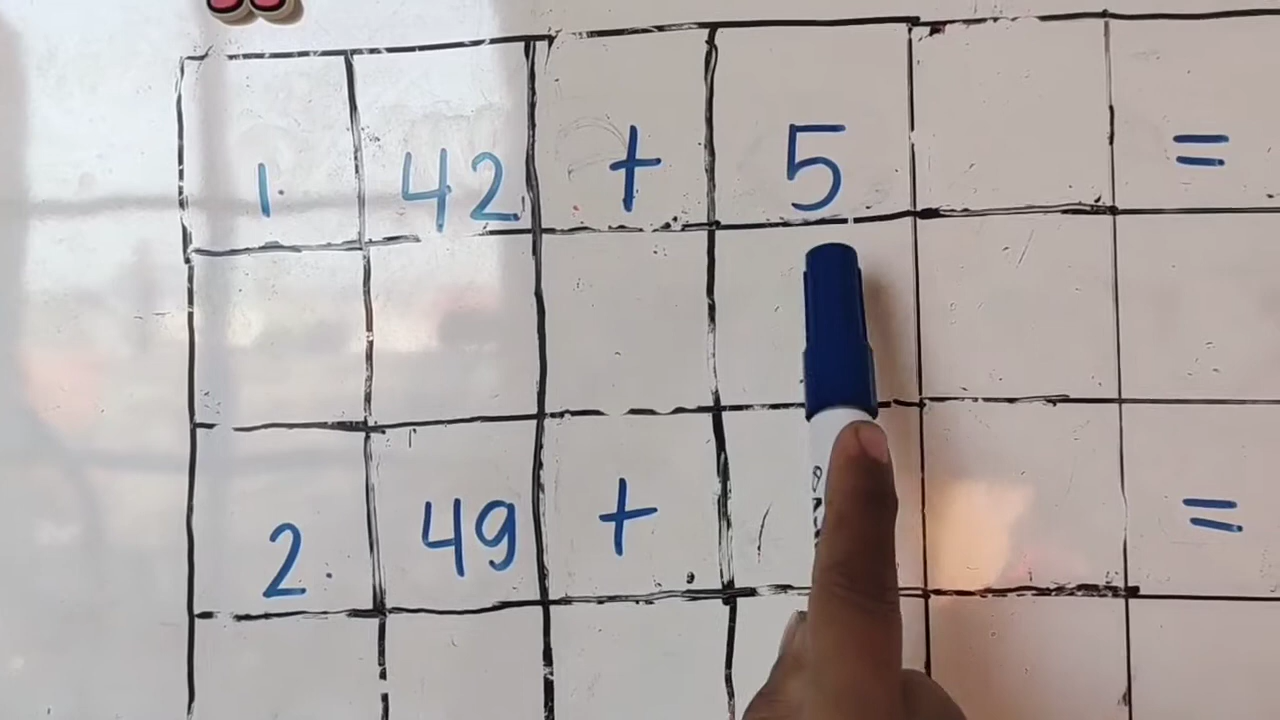 1. 42 + 5 =
2. 49 + =